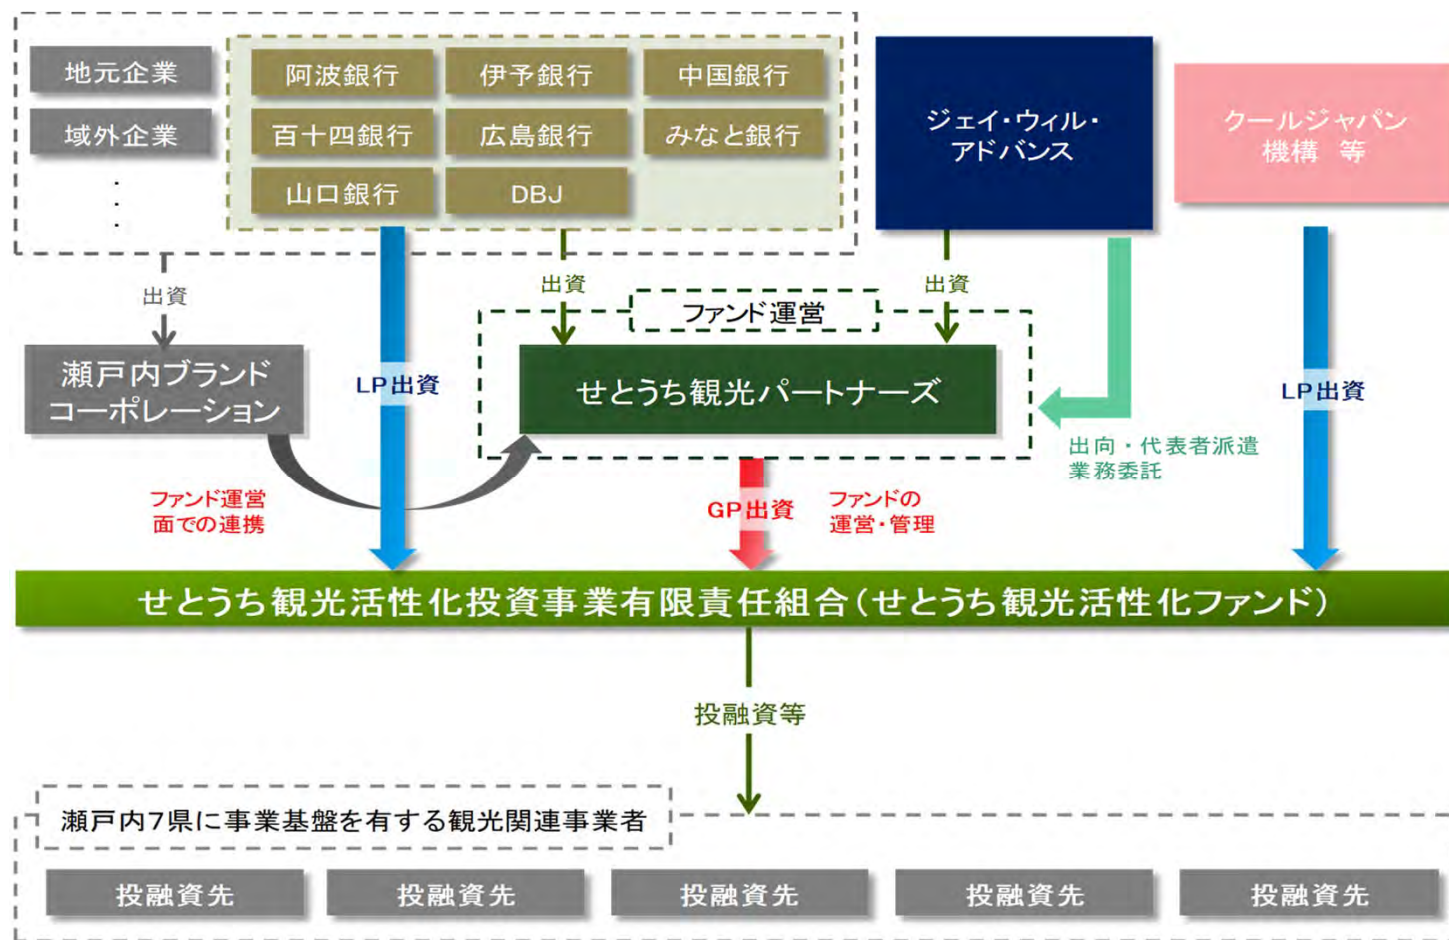 地元企業
域外企業
阿波銀行
伊予銀行
中国銀行
百十四銀行
広島銀行
みなと銀行
山口銀行
DBJ
ジェイ・ウィル・
アドバンス
クールジャパン
機構 等
出資
出資
出資
ファンド運営
瀬戸内ブランド
コーポレーション
LP出資
せとうち観光パートナーズ
LP出資
出向・代表者派遣
業務委託
ファンド運営
面での連携
GP出資
ファンドの
運営・管理
せとうち観光活性化投資事業有限責任組合(せとうち観光活性化ファンド)
投融資等
瀬戸内7県に事業基盤を有する観光関連事業者
投融資先
投融資先
投融資先
投融資先
投融資先